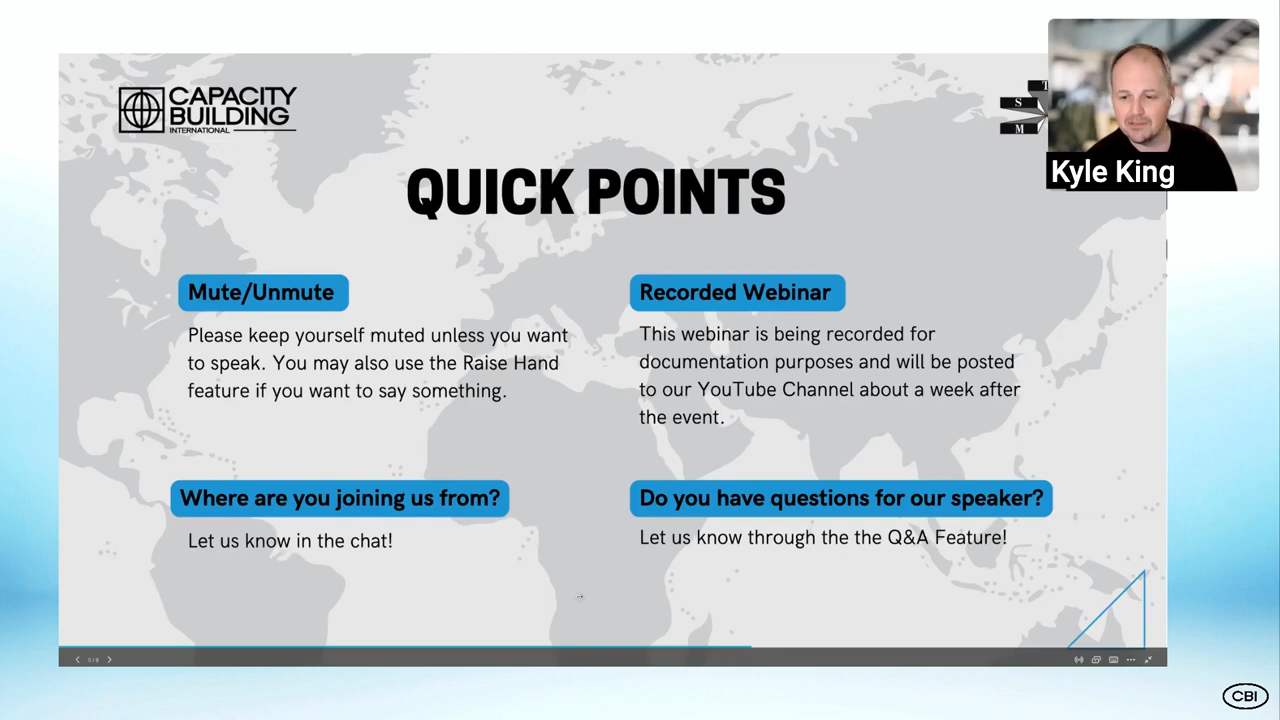 CAPACITY
BUILDING
INTERNATIONAL
T
S
M
Kyle King
QUICK POINTS
Mute/Unmute
Please keep yourself muted unless you want
to speak. You may also use the Raise Hand
feature if you want to say something.
Recorded Webinar
This webinar is being recorded for
documentation purposes and will be posted
to our YouTube Channel about a week after
the event.
Where are you joining us from?
Let us know in the chat!
Do you have questions for our speaker?
Let us know through the the Q&A Feature!
5/8
CBI